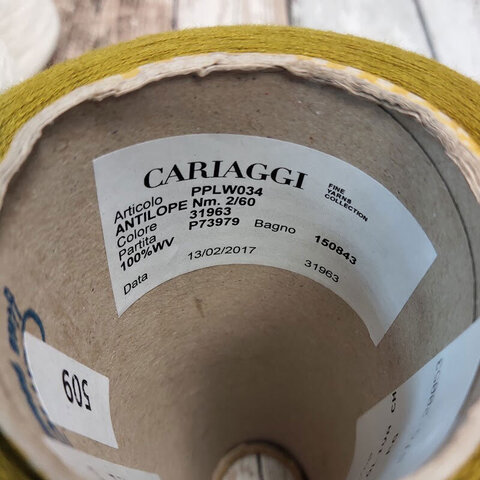 CARIAGGI
FINE
YARNS
COLLECTION
Articolo PPLW034
ANTILOPE Nm. 2/60
Colore 31963
Partita P73979 Bagno 150843
100%WV
Data 13/02/2017 31963
509